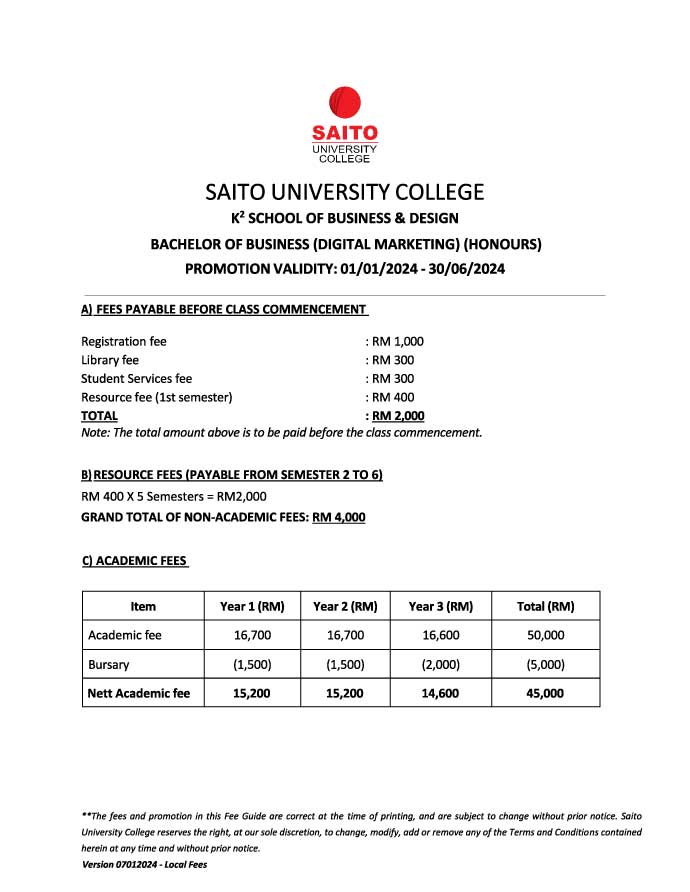 SAITO
UNIVERSITY
COLLEGE
SAITO UNIVERSITY COLLEGE
K² SCHOOL OF BUSINESS & DESIGN
BACHELOR OF BUSINESS (DIGITAL MARKETING) (HONOURS)
PROMOTION VALIDITY: 01/01/2024 - 30/06/2024
A) FEES PAYABLE BEFORE CLASS COMMENCEMENT
Registration fee : RM 1,000
Library fee : RM 300
Student Services fee : RM 300
Resource fee (1st semester) : RM 400
TOTAL : RM 2,000
Note: The total amount above is to be paid before the class commencement.
B) RESOURCE FEES (PAYABLE FROM SEMESTER 2 TO 6)
RM 400 X 5 Semesters = RM2,000
GRAND TOTAL OF NON-ACADEMIC FEES: RM 4,000
C) ACADEMIC FEES
Item Year 1 (RM) Year 2 (RM) Year 3 (RM) Total (RM)
Academic fee 16,700 16,700 16,600 50,000
Bursary (1,500) (1,500) (2,000) (5,000)
Nett Academic fee 15,200 15,200 14,600 45,000
**The fees and promotion in this Fee Guide are correct at the time of printing, and are subject to change without prior notice. Saito
University College reserves the right, at our sole discretion, to change, modify, add or remove any of the Terms and Conditions contained
herein at any time and without prior notice.
Version 07012024 - Local Fees